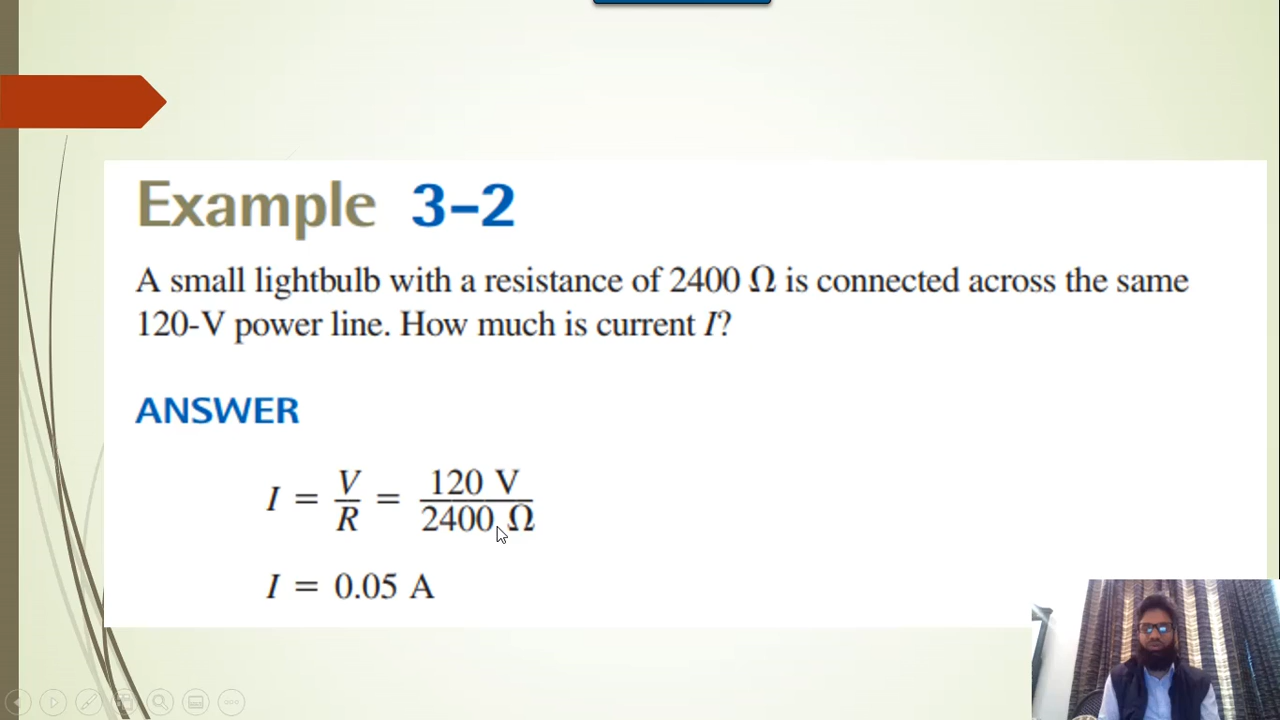 Example 3–2
A small lightbulb with a resistance of 2400 Ω is connected across the same
120-V power line. How much is current I?
ANSWER
I = V/R = 120 V/2400 Ω
I = 0.05 A